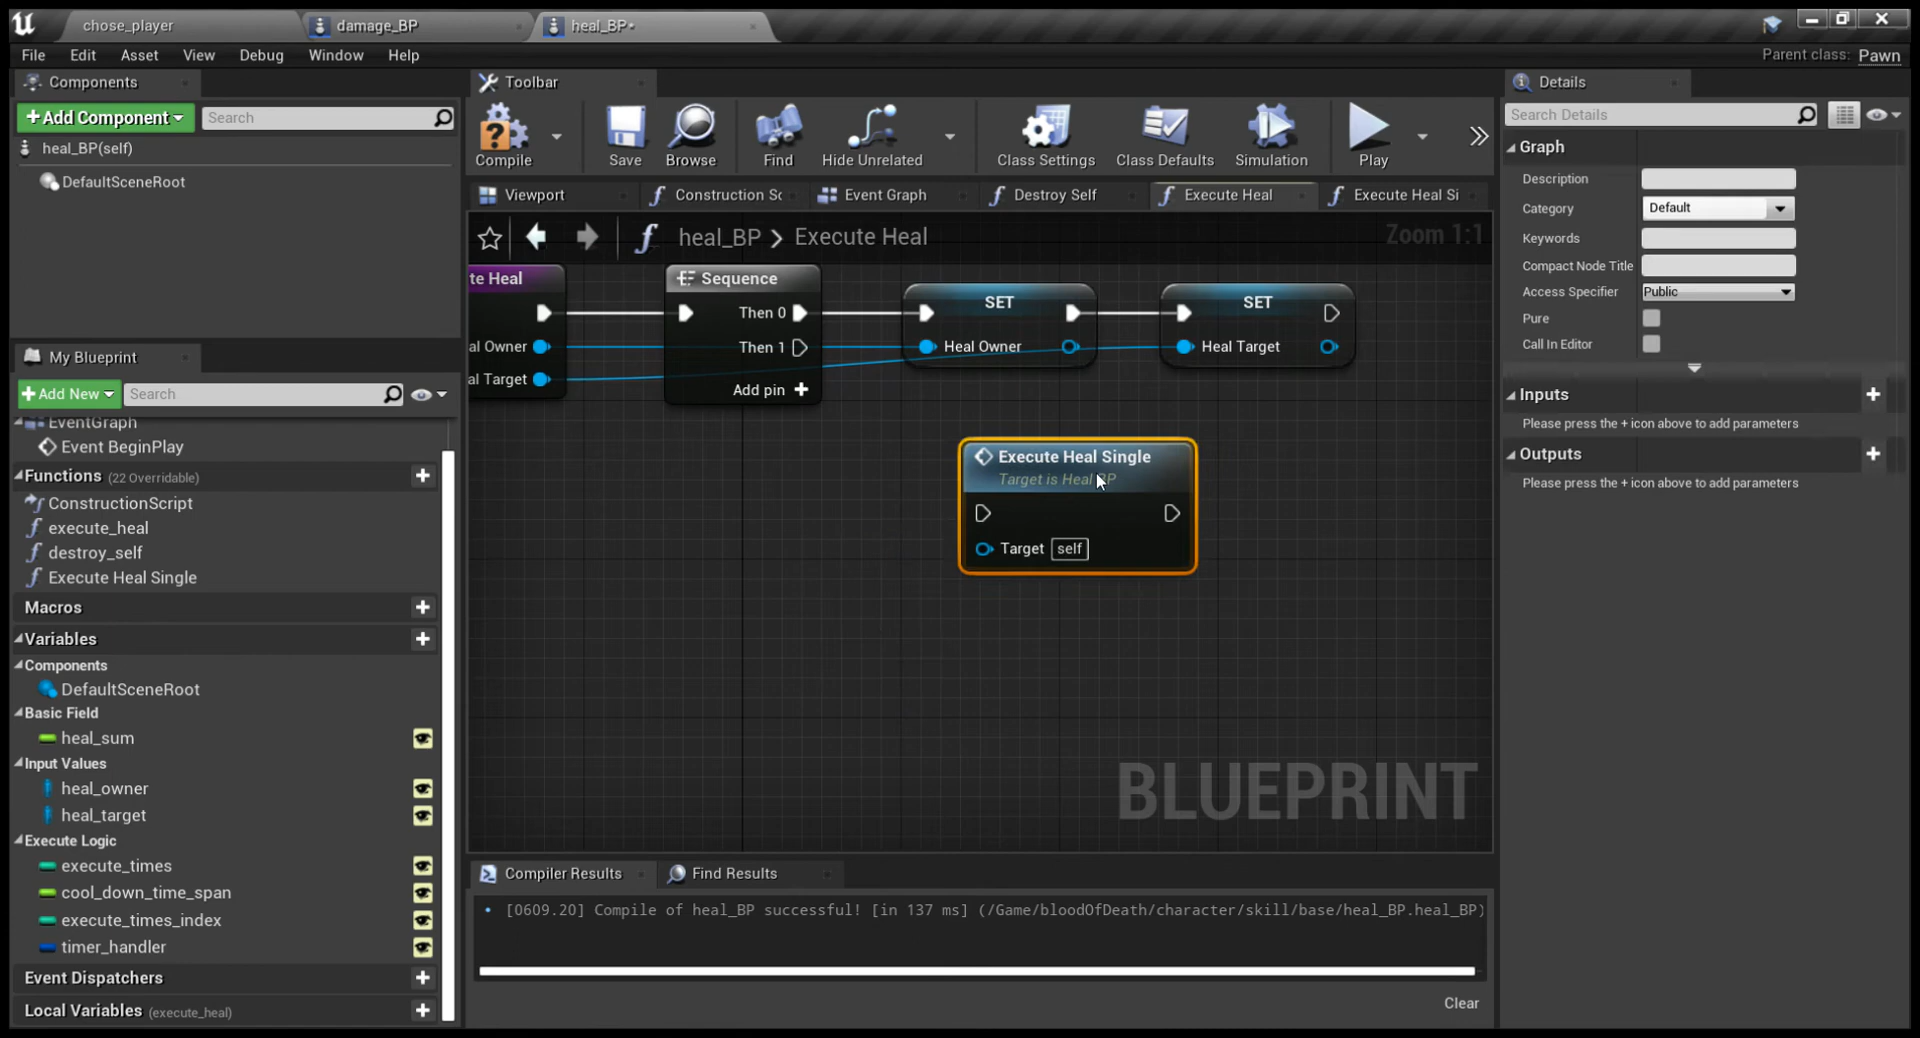 chose_player
damage_BP
heal_BP*
File Edit Asset View Debug Window Help
Parent class: Pawn
Components
+Add Component
Search
heal_BP(self)
DefaultSceneRoot
My Blueprint
+Add New
Search
EventGraph
Event BeginPlay
Functions (22 Overridable)
ConstructionScript
execute_heal
destroy_self
Execute Heal Single
Macros
Variables
Components
DefaultSceneRoot
Basic Field
heal_sum
Input Values
heal_owner
heal_target
Execute Logic
execute_times
cool_down_time_span
execute_times_index
timer_handler
Event Dispatchers
Local Variables (execute_heal)
Toolbar
Compile
Save
Browse
Find
Hide Unrelated
Class Settings
Class Defaults
Simulation
Play
Viewport
Construction Sc
Event Graph
Destroy Self
Execute Heal
Execute Heal Si
heal_BP > Execute Heal
Zoom 1:1
te Heal
al Owner
al Target
Sequence
Then 0
Then 1
Add pin +
SET
Heal Owner
SET
Heal Target
Execute Heal Single
Target is Heal BP
Target self
BLUEPRINT
Compiler Results
Find Results
[0609.20] Compile of heal_BP successful! [in 137 ms] (/Game/bloodOfDeath/character/skill/base/heal_BP.heal_BP)
Clear
Details
Search Details
Graph
Description
Category Default
Keywords
Compact Node Title
Access Specifier Public
Pure
Call In Editor
Inputs
Please press the + icon above to add parameters
Outputs
Please press the + icon above to add parameters